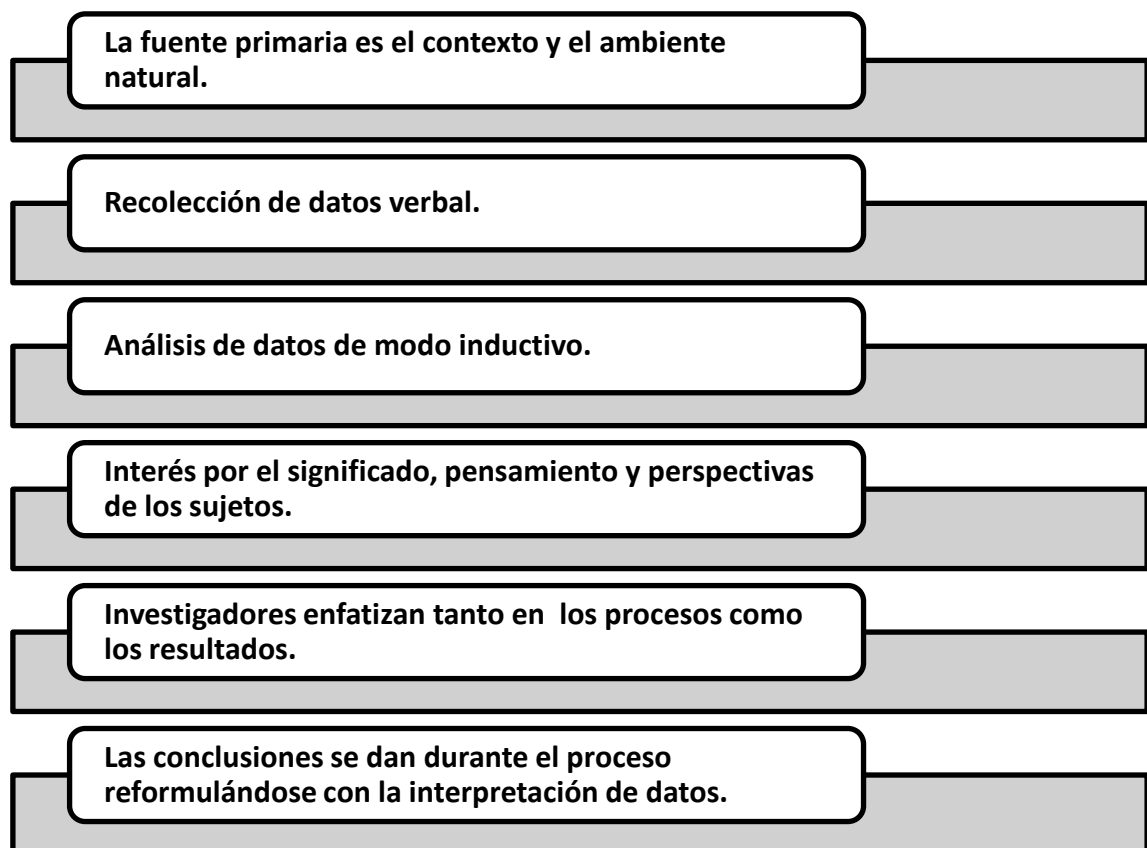 La fuente primaria es el contexto y el ambiente
natural.
Recolección de datos verbal.
Análisis de datos de modo inductivo.
Interés por el significado, pensamiento y perspectivas
de los sujetos.
Investigadores enfatizan tanto en  los procesos como
los resultados.
Las conclusiones se dan durante el proceso
reformulándose con la interpretación de datos.